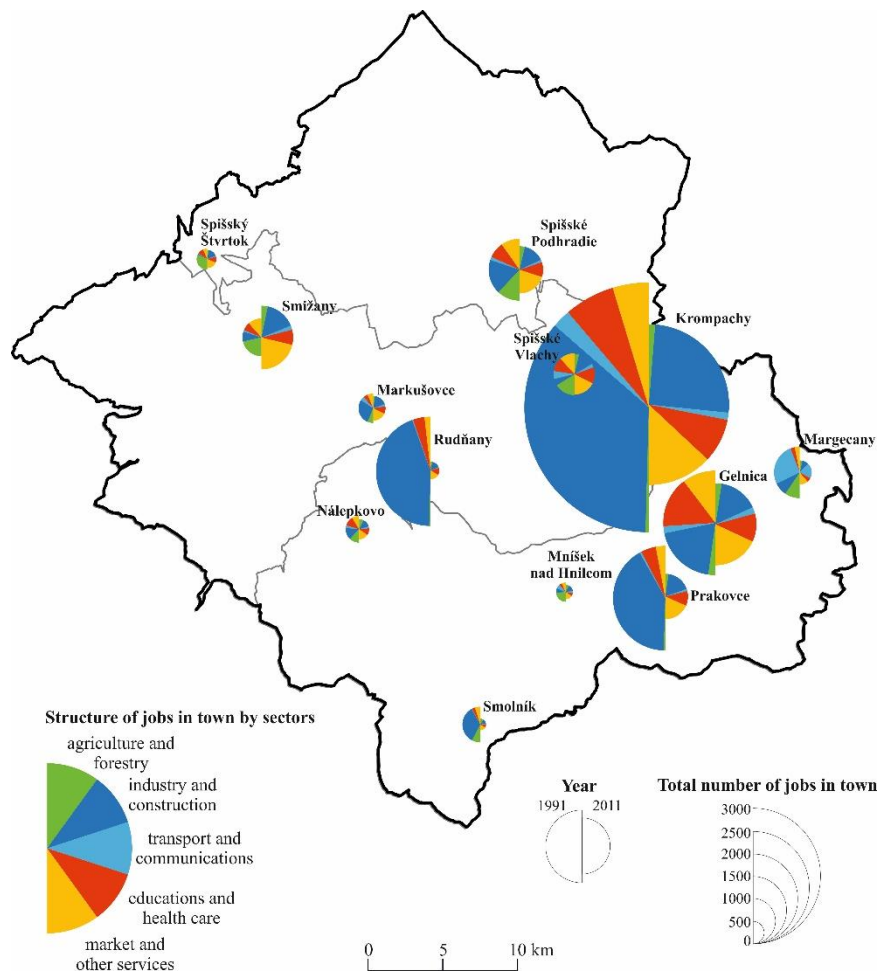 Spišský
Štvrtok
Spišské
Podhradie
Smižany
Krompachy
Spišské
Vlachy
Markušovce
Rudňany
Margecany
Gelnica
Nálepkovo
Mníšek
nad Hnilcom
Prakovce
Smolník
Structure of jobs in town by sectors
agriculture and
forestry
industry and
construction
transport and
communications
educations and
health care
market and
other services
Year
1991 2011
Total number of jobs in town
3000
2500
2000
1500
1000
500
0
0 5 10 km